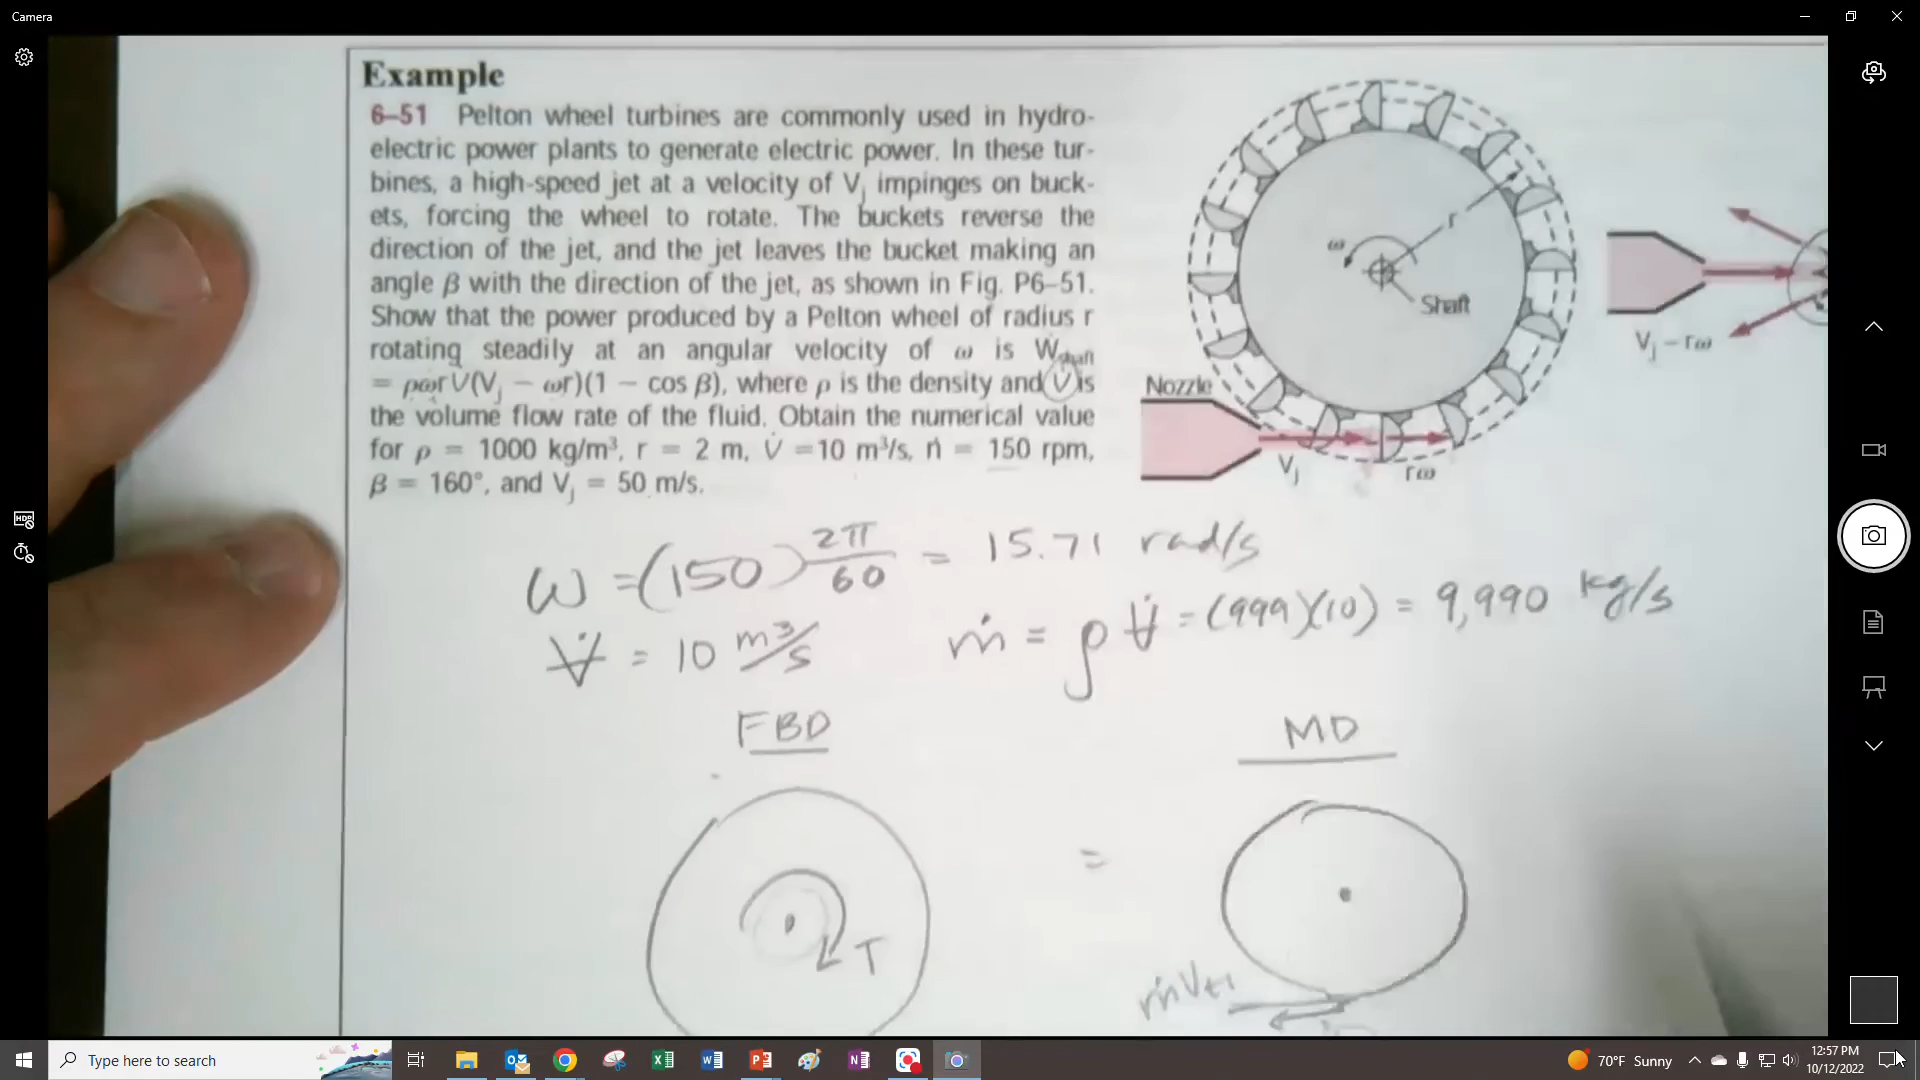 Camera
Example
6–51 Pelton wheel turbines are commonly used in hydro-
electric power plants to generate electric power. In these tur-
bines, a high-speed jet at a velocity of Vj impinges on buck-
ets, forcing the wheel to rotate. The buckets reverse the
direction of the jet, and the jet leaves the bucket making an
angle β with the direction of the jet, as shown in Fig. P6–51.
Show that the power produced by a Pelton wheel of radius r
rotating steadily at an angular velocity of ω is Ẇshaft
= ρωrV̇(Vj − ωr)(1 − cos β), where ρ is the density and V̇ is
the volume flow rate of the fluid. Obtain the numerical value
for ρ = 1000 kg/m³, r = 2 m, V̇ = 10 m³/s, ṅ = 150 rpm,
β = 160°, and Vj = 50 m/s.
ω
r
Shaft
Nozzle
Vj
rω
Vj − rω
ω = (150) 2π/60 = 15.71 rad/s
V̇ = 10 m³/s
ṁ = ρV̇ = (999)(10) = 9,990 kg/s
FBD
MD
T
=
ṁVt1
Type here to search
70°F Sunny
12:57 PM
10/12/2022